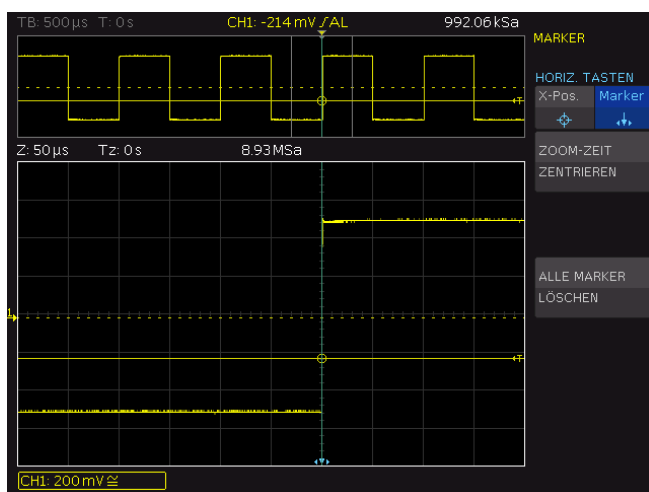 TB: 500 µs T: 0 s CH1: -214 mV / AL 992.06 kSa
MARKER
HORIZ. TASTEN
X-Pos. Marker
T
Z: 50 µs Tz: 0 s 8.93 MSa
ZOOM-ZEIT
ZENTRIEREN
ALLE MARKER
LÖSCHEN
1
T
CH1: 200 mV ≅